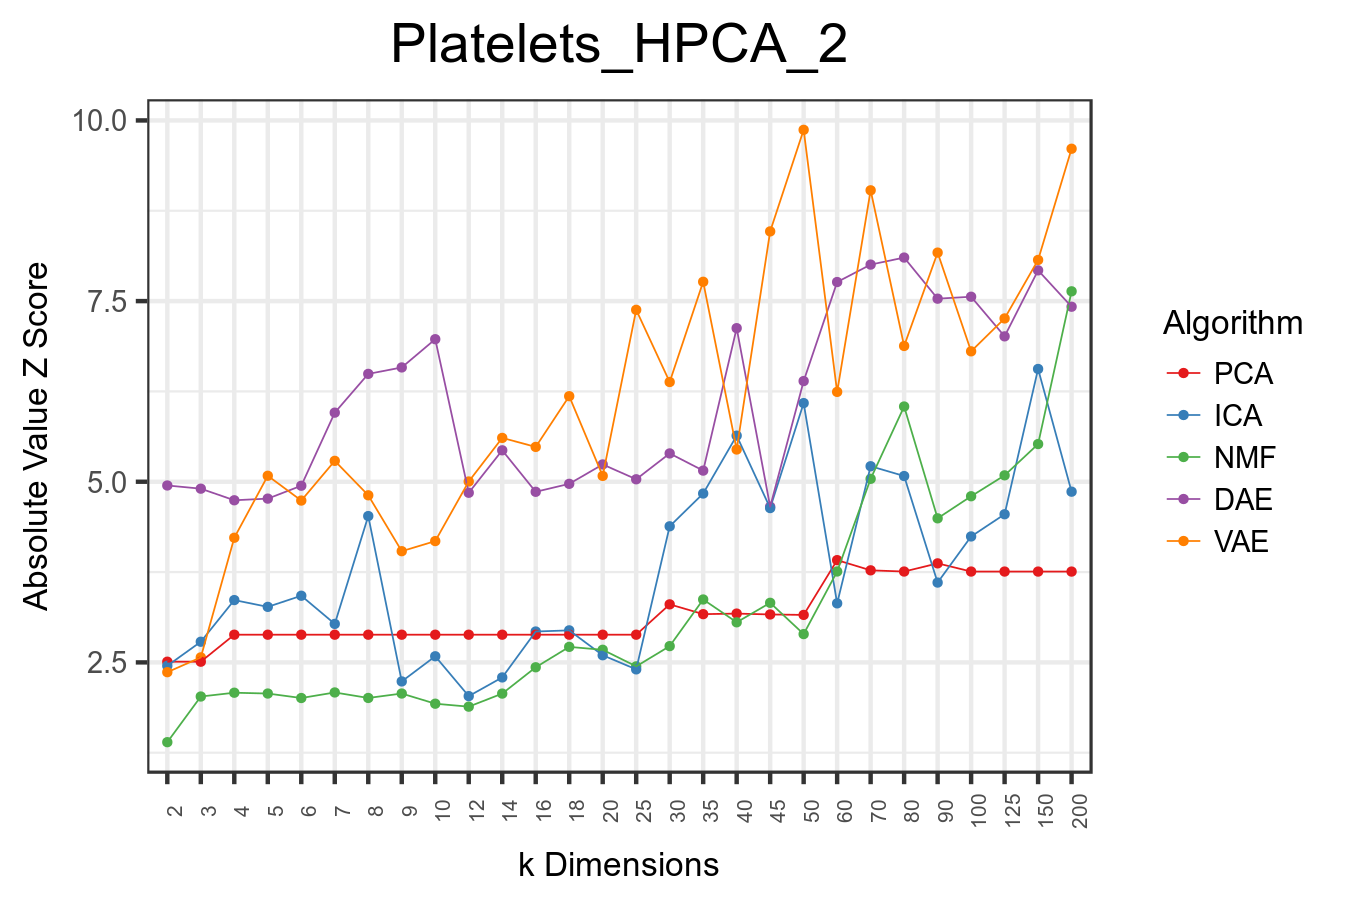 Platelets_HPCA_2
Absolute Value Z Score
10.0
7.5
5.0
2.5
2 3 4 5 6 7 8 9 10 12 14 16 18 20 25 30 35 40 45 50 60 70 80 90 100 125 150 200
k Dimensions
Algorithm
PCA
ICA
NMF
DAE
VAE